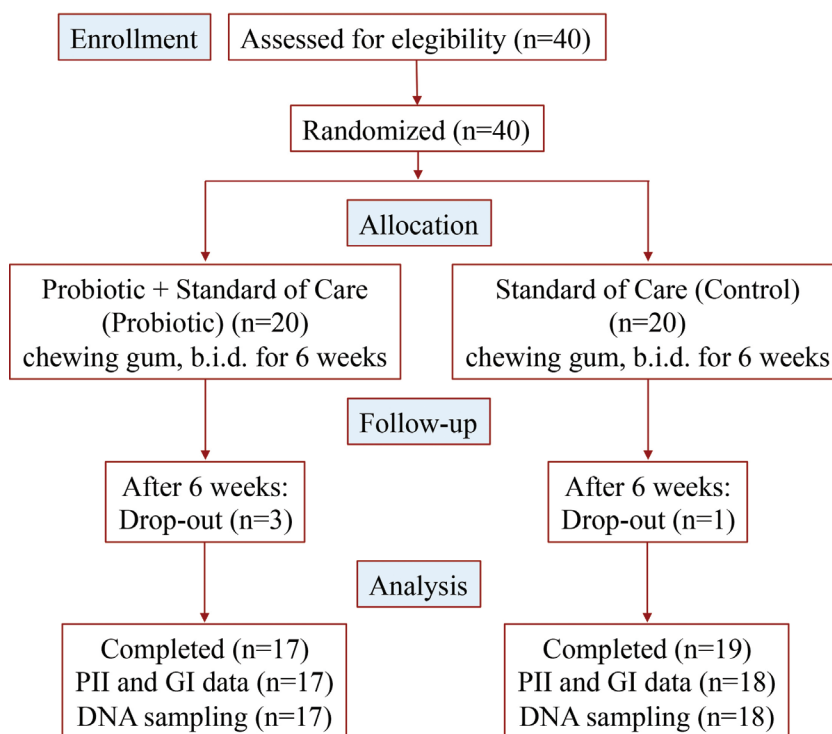 Enrollment
Assessed for elegibility (n=40)
Randomized (n=40)
Allocation
Probiotic + Standard of Care
(Probiotic) (n=20)
chewing gum, b.i.d. for 6 weeks
Standard of Care (Control)
(n=20)
chewing gum, b.i.d. for 6 weeks
Follow-up
After 6 weeks:
Drop-out (n=3)
After 6 weeks:
Drop-out (n=1)
Analysis
Completed (n=17)
PII and GI data (n=17)
DNA sampling (n=17)
Completed (n=19)
PII and GI data (n=18)
DNA sampling (n=18)